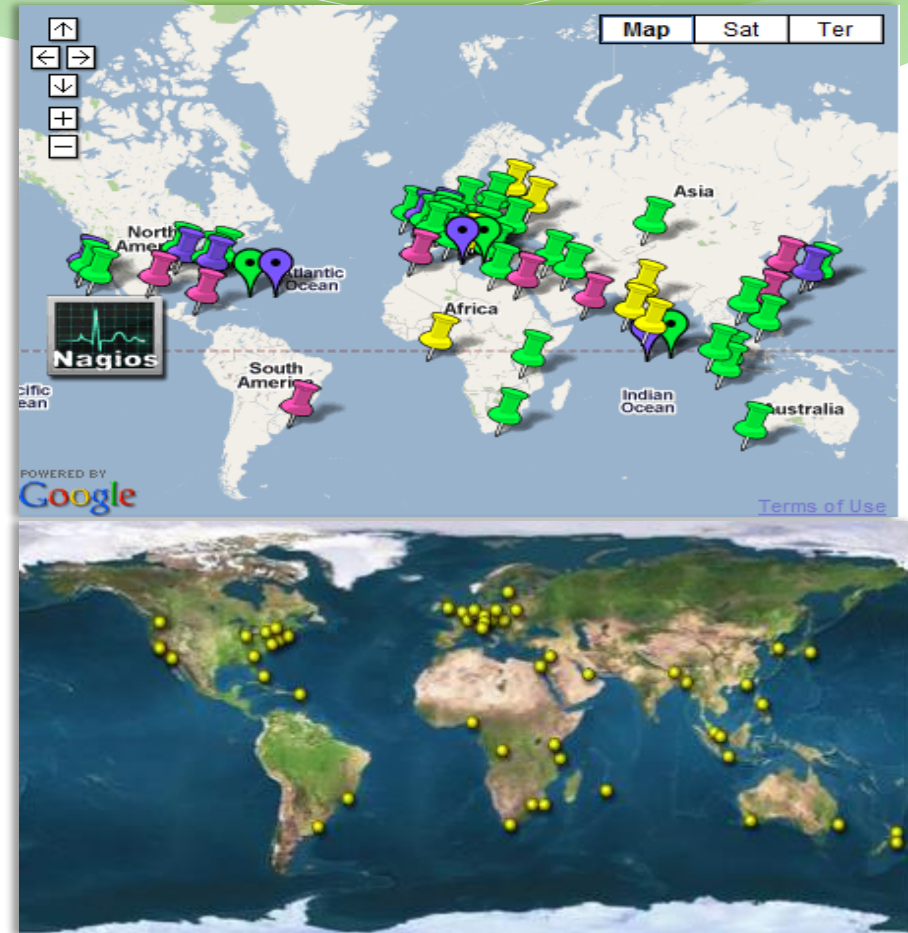 Map Sat Ter
Asia
North
Amer
Atlantic
Ocean
Africa
Nagios
South
America
cific
ean
Indian
Ocean
Australia
POWERED BY
Google
Terms of Use